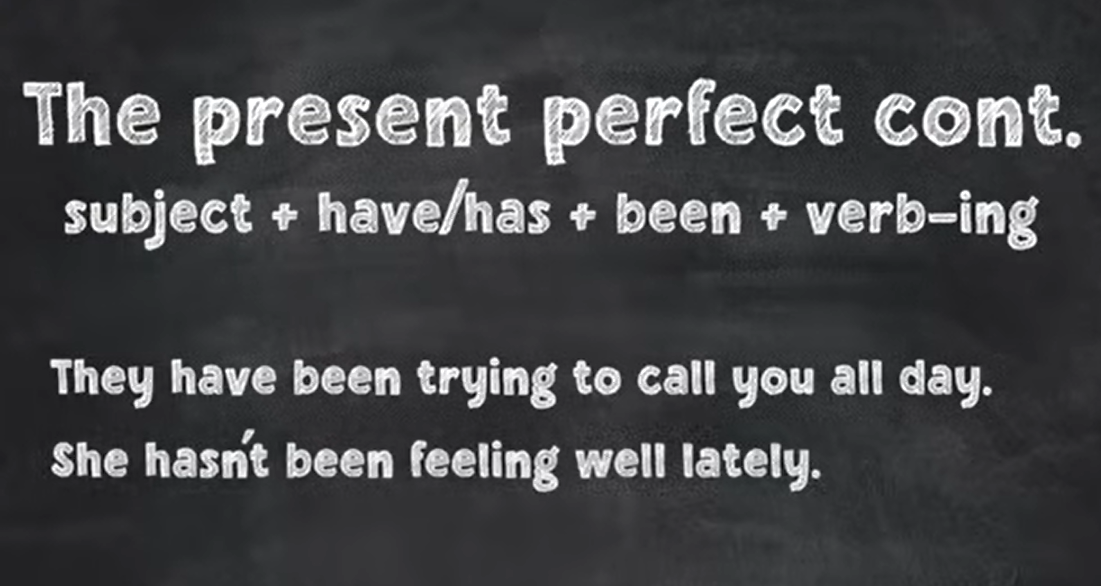 The present perfect cont.
subject + have/has + been + verb-ing
They have been trying to call you all day.
She hasn't been feeling well lately.